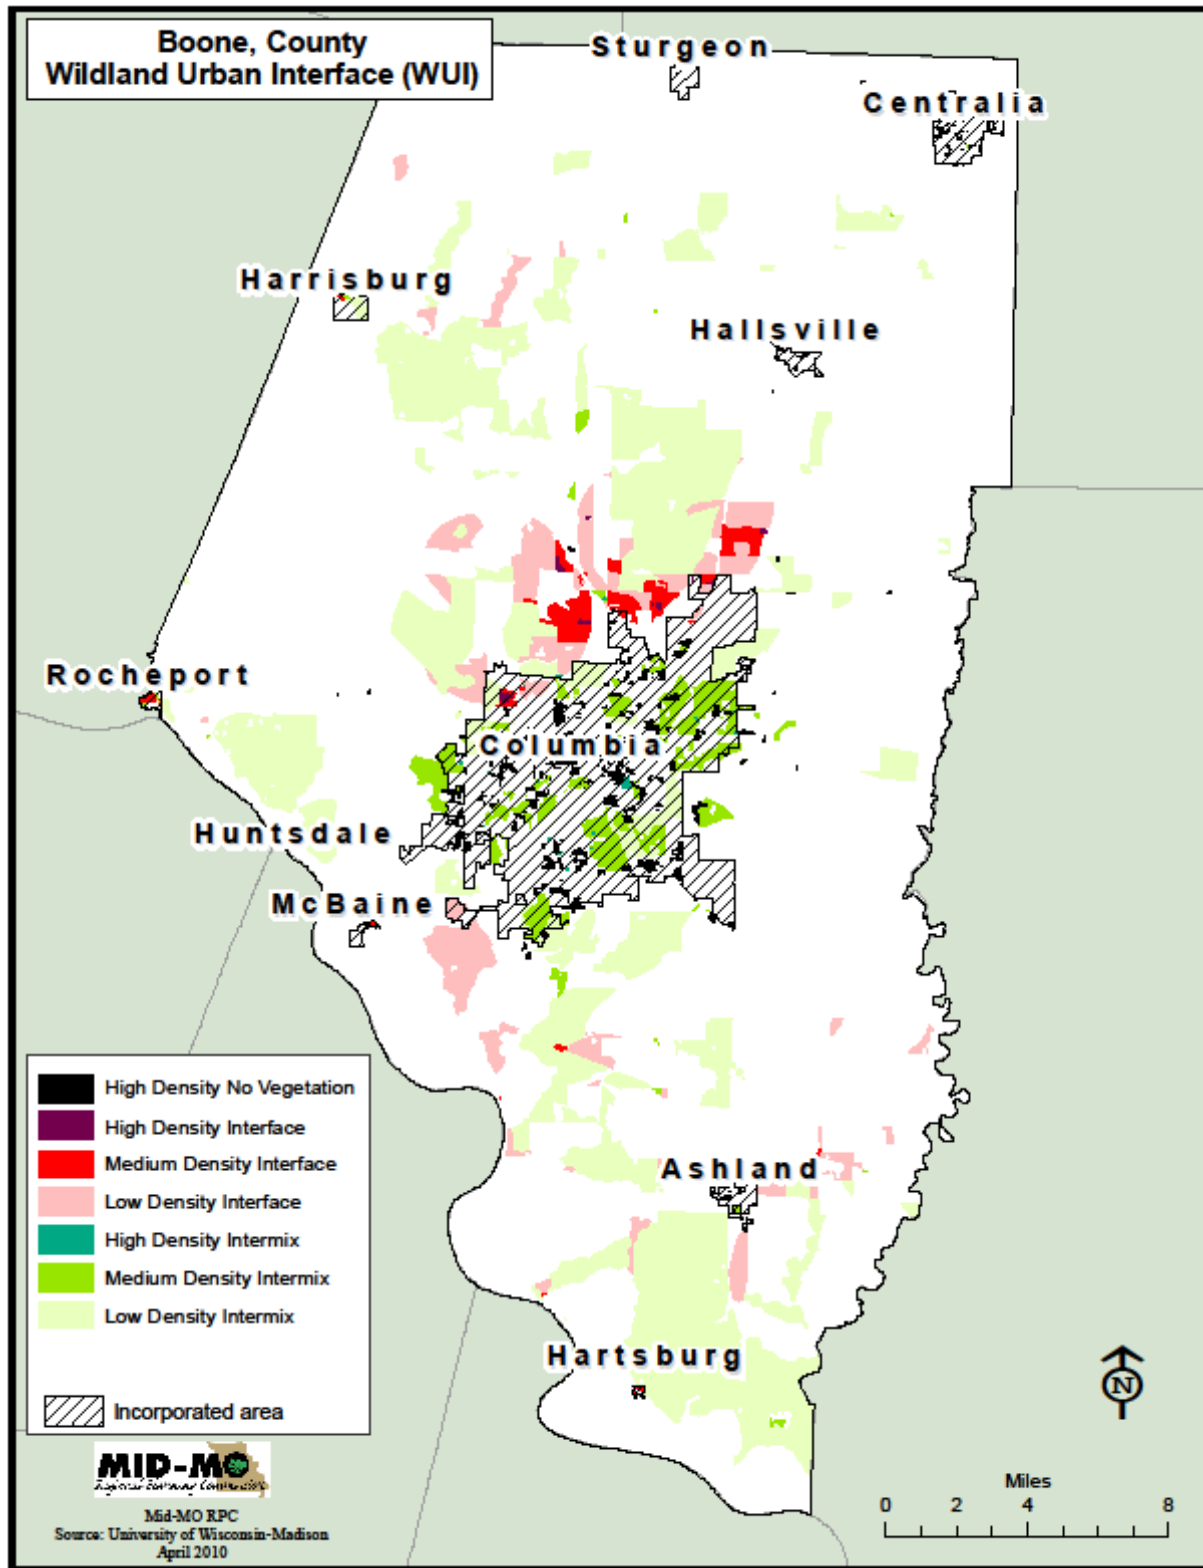 Boone, County
Wildland Urban Interface (WUI)
Sturgeon
Centralia
Harrisburg
Hallsville
Rocheport
Columbia
Huntsdale
McBaine
Ashland
Hartsburg
High Density No Vegetation
High Density Interface
Medium Density Interface
Low Density Interface
High Density Intermix
Medium Density Intermix
Low Density Intermix
Incorporated area
MID-MO
Regional Planning Commission
Mid-MO RPC
Source: University of Wisconsin-Madison
April 2010
N
Miles
0 2 4 8